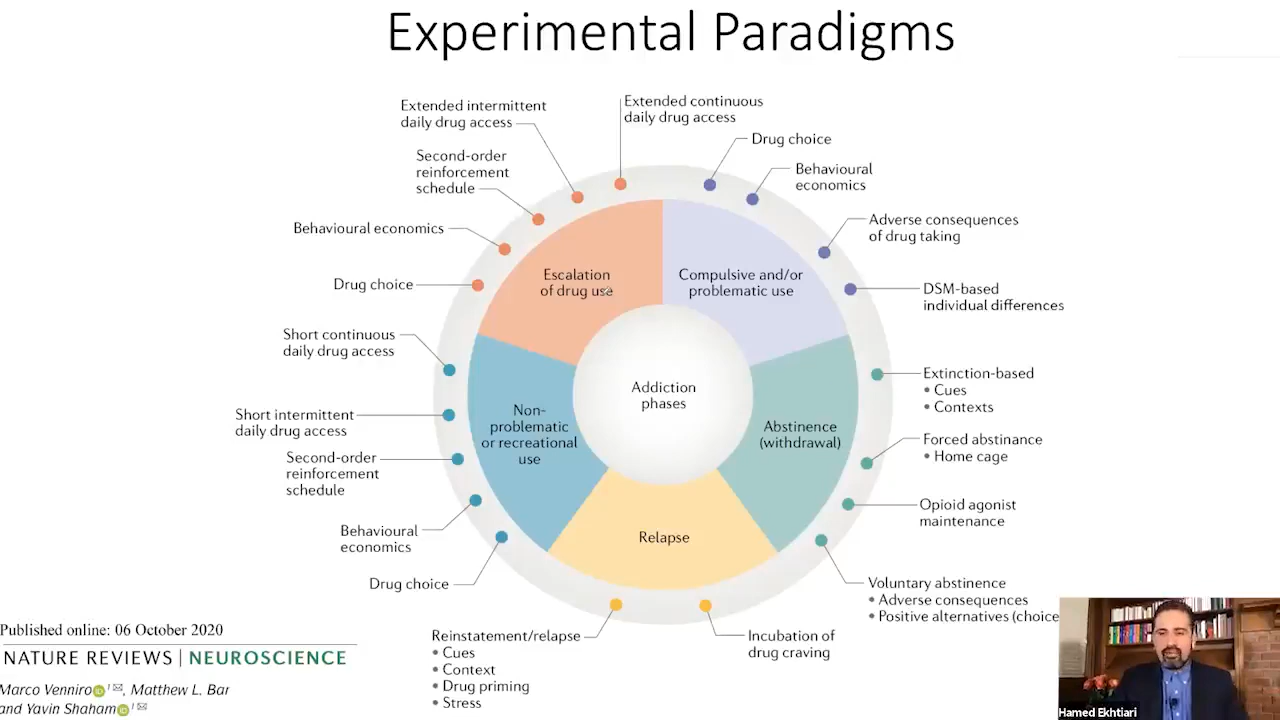 Experimental Paradigms
Extended intermittent
daily drug access
Extended continuous
daily drug access
Drug choice
Second-order
reinforcement
schedule
Behavioural
economics
Behavioural economics
Adverse consequences
of drug taking
Drug choice
Escalation
of drug use
Compulsive and/or
problematic use
DSM-based
individual differences
Short continuous
daily drug access
Addiction
phases
Extinction-based
• Cues
• Contexts
Short intermittent
daily drug access
Non-
problematic
or recreational
use
Abstinence
(withdrawal)
Forced abstinance
• Home cage
Second-order
reinforcement
schedule
Opioid agonist
maintenance
Behavioural
economics
Relapse
Drug choice
Voluntary abstinence
• Adverse consequences
• Positive alternatives (choice
Reinstatement/relapse
• Cues
• Context
• Drug priming
• Stress
Incubation of
drug craving
Published online: 06 October 2020
NATURE REVIEWS | NEUROSCIENCE
Marco Venniro iD 1 ✉, Matthew L. Bar
and Yavin Shaham iD 1 ✉
Hamed Ekhtiari